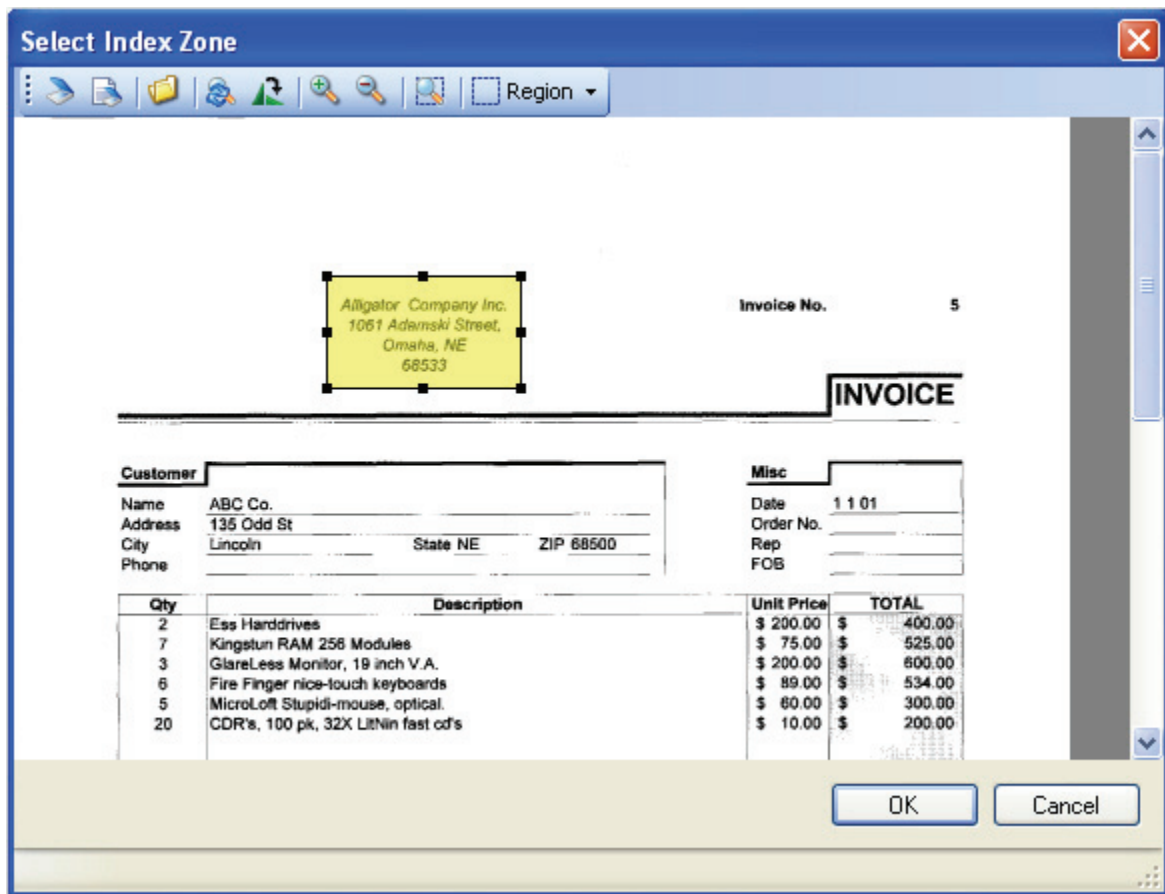 Select Index Zone
Region
Alligator Company Inc.
1061 Adamski Street,
Omaha, NE
68533
Invoice No. 5
INVOICE
Customer
Name ABC Co.
Address 135 Odd St
City Lincoln State NE ZIP 68500
Phone
Misc
Date 1 1 01
Order No.
Rep
FOB
Qty Description Unit Price TOTAL
2 Ess Harddrives $ 200.00 $ 400.00
7 Kingstun RAM 256 Modules $ 75.00 $ 525.00
3 GlareLess Monitor, 19 inch V.A. $ 200.00 $ 600.00
6 Fire Finger nice-touch keyboards $ 89.00 $ 534.00
5 MicroLoft Stupidi-mouse, optical. $ 60.00 $ 300.00
20 CDR's, 100 pk, 32X LitNin fast cd's $ 10.00 $ 200.00
OK Cancel